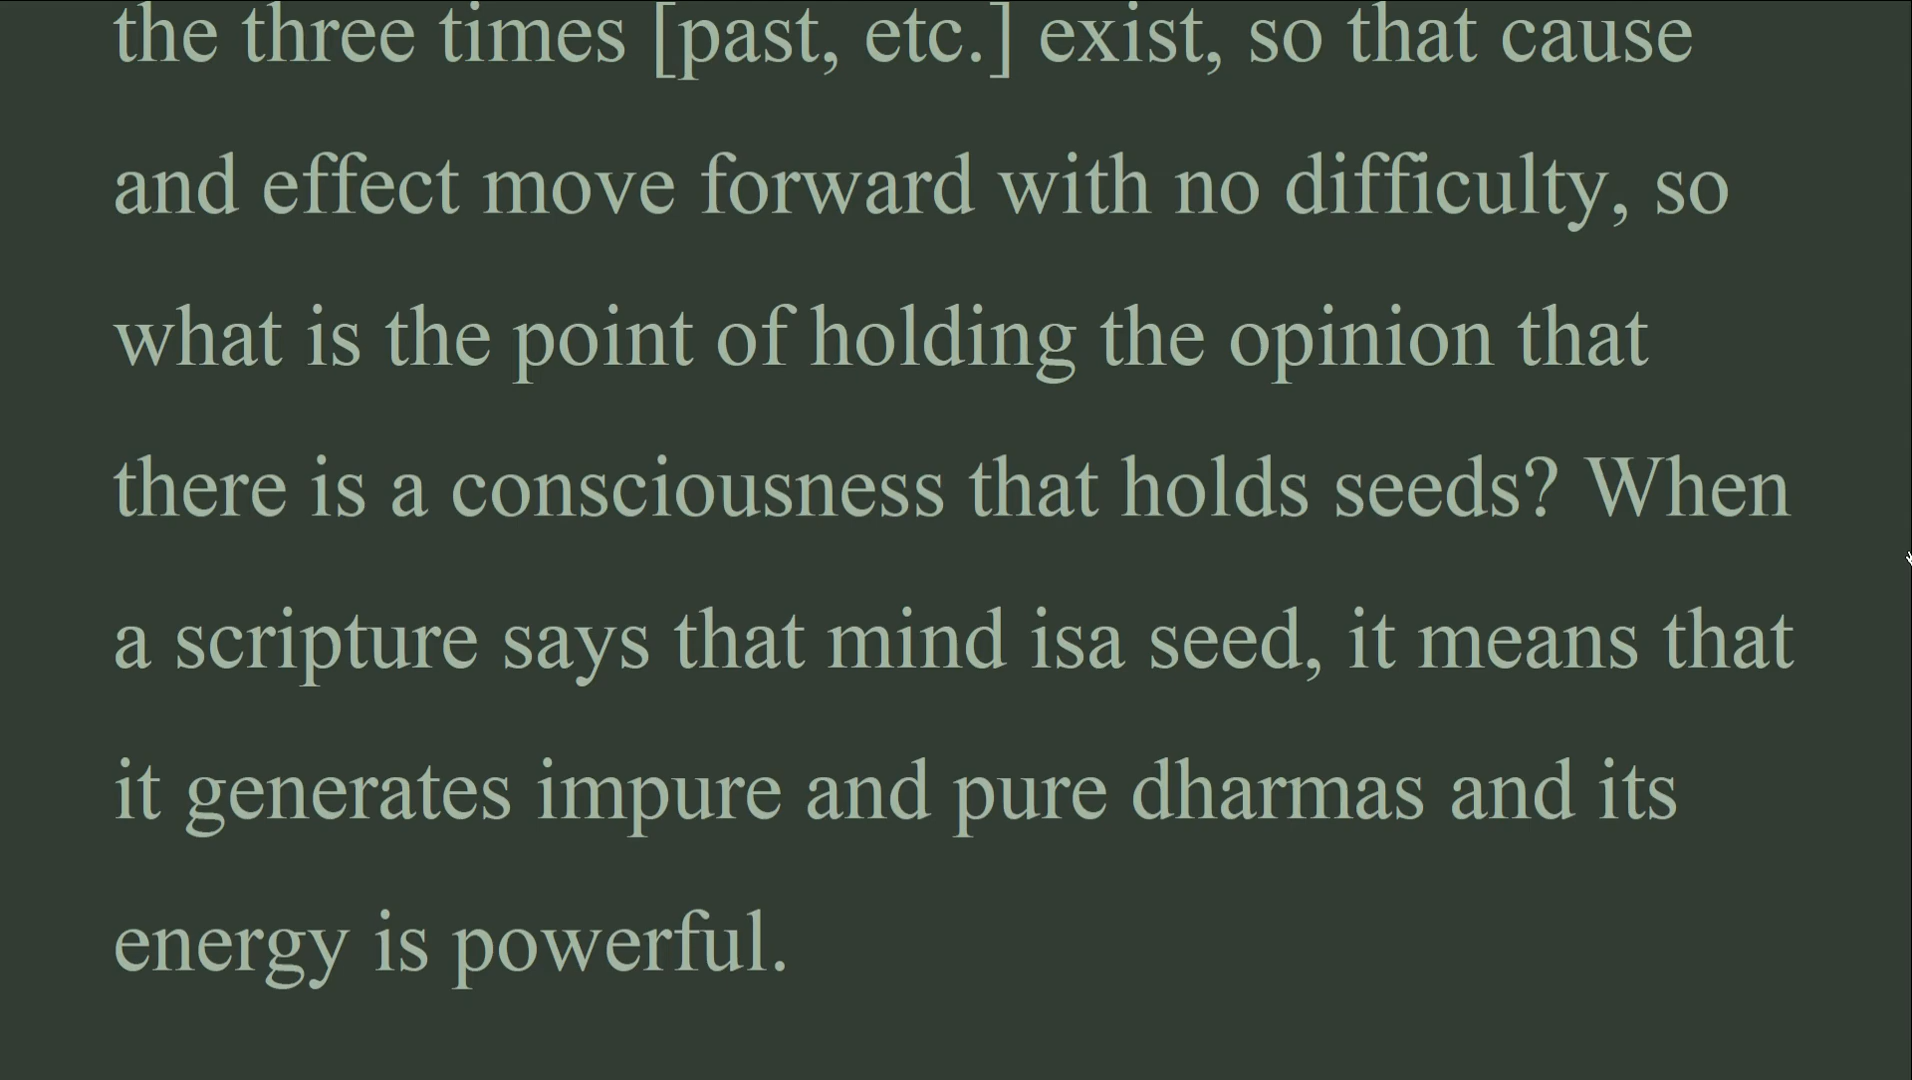 the three times [past, etc.] exist, so that cause
and effect move forward with no difficulty, so
what is the point of holding the opinion that
there is a consciousness that holds seeds? When
a scripture says that mind isa seed, it means that
it generates impure and pure dharmas and its
energy is powerful.